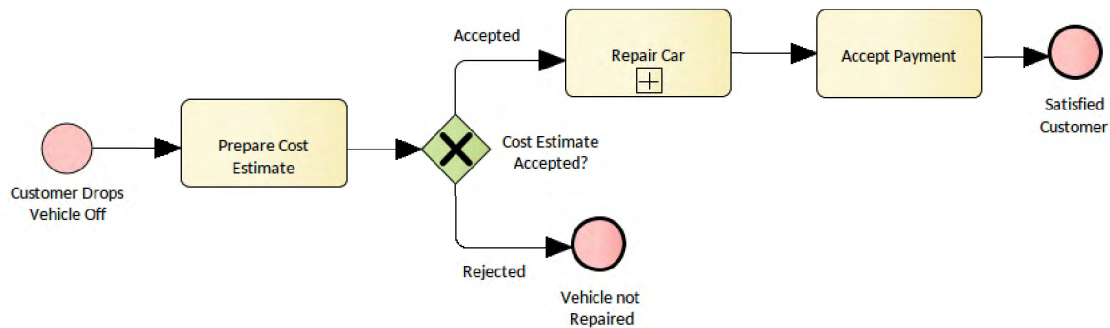 Customer Drops
Vehicle Off
Prepare Cost
Estimate
Cost Estimate
Accepted?
Accepted
Repair Car
Accept Payment
Satisfied
Customer
Rejected
Vehicle not
Repaired